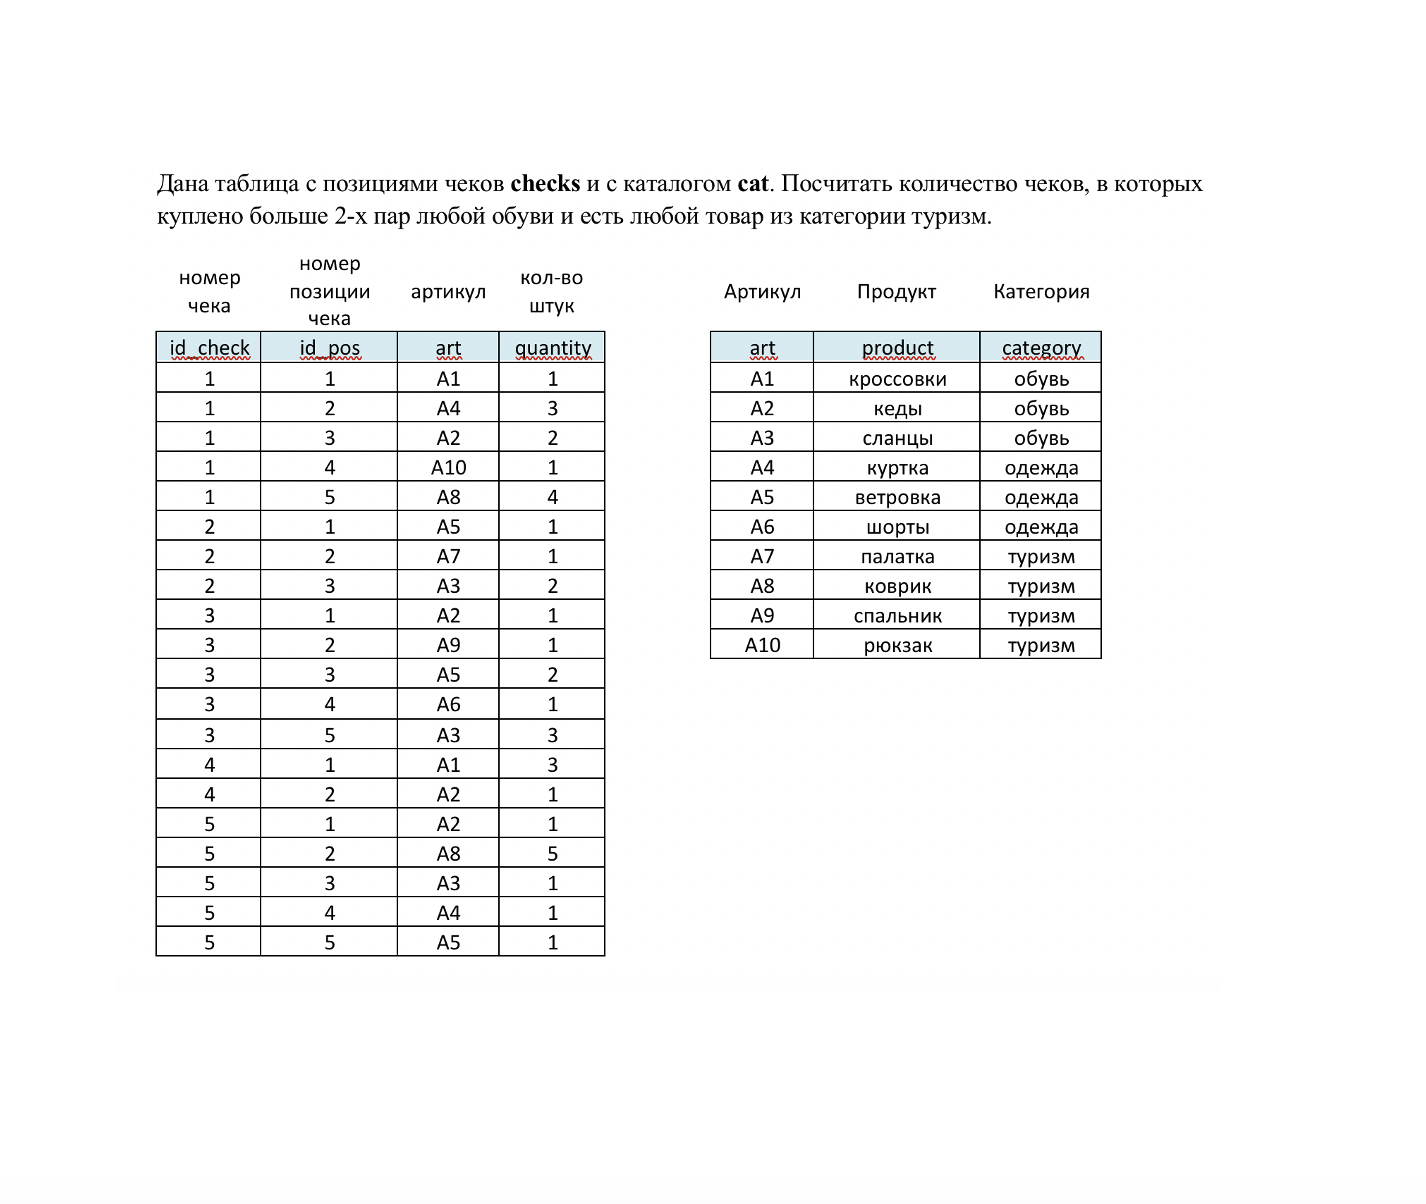 Дана таблица с позициями чеков checks и с каталогом cat. Посчитать количество чеков, в которых
куплено больше 2-х пар любой обуви и есть любой товар из категории туризм.
номер чека номер позиции чека артикул кол-во штук
id_check id_pos art quantity
1 1 A1 1
1 2 A4 3
1 3 A2 2
1 4 A10 1
1 5 A8 4
2 1 A5 1
2 2 A7 1
2 3 A3 2
3 1 A2 1
3 2 A9 1
3 3 A5 2
3 4 A6 1
3 5 A3 3
4 1 A1 3
4 2 A2 1
5 1 A2 1
5 2 A8 5
5 3 A3 1
5 4 A4 1
5 5 A5 1
Артикул Продукт Категория
art product category
A1 кроссовки обувь
A2 кеды обувь
A3 сланцы обувь
A4 куртка одежда
A5 ветровка одежда
A6 шорты одежда
A7 палатка туризм
A8 коврик туризм
A9 спальник туризм
A10 рюкзак туризм